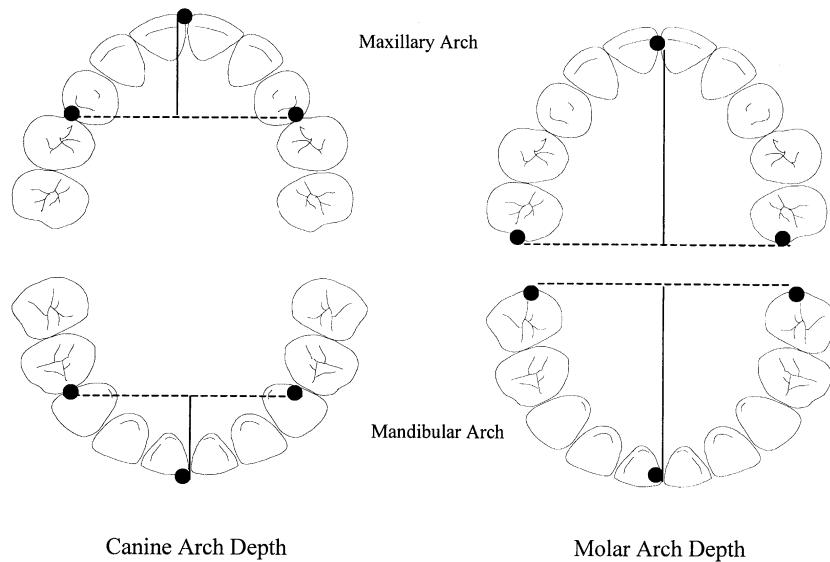 Maxillary Arch
Mandibular Arch
Canine Arch Depth
Molar Arch Depth